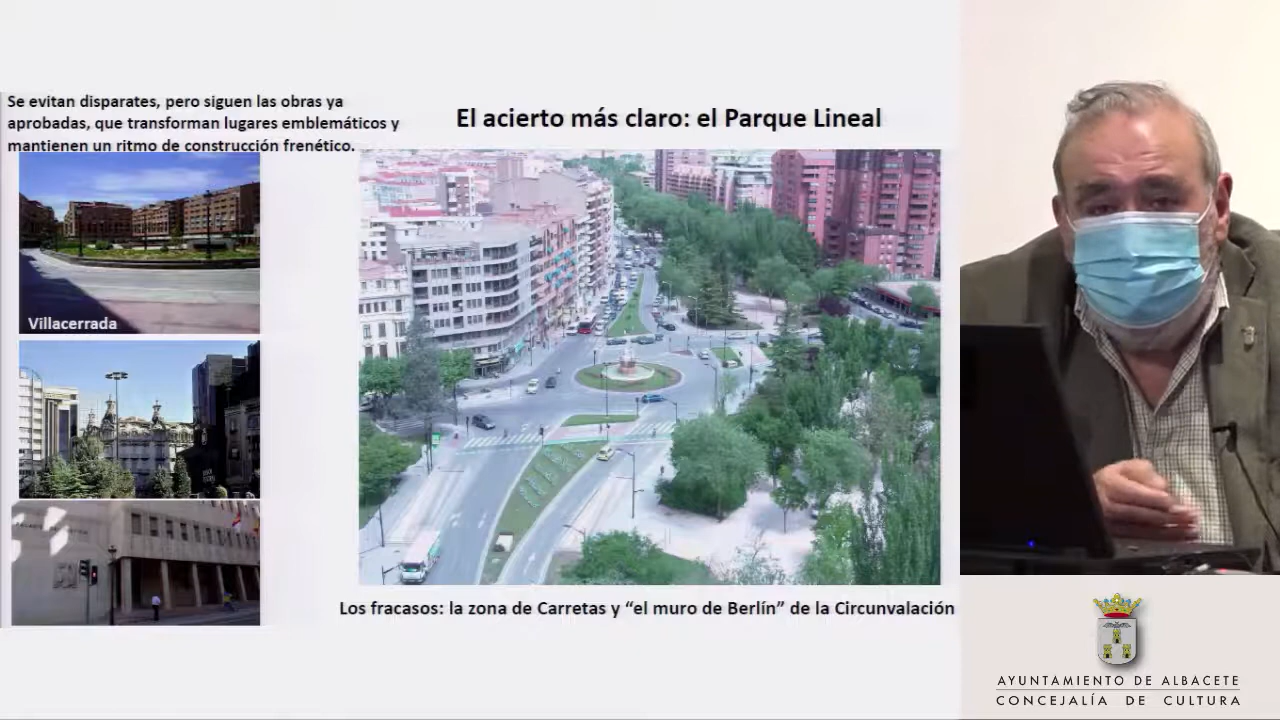 Se evitan disparates, pero siguen las obras ya
aprobadas, que transforman lugares emblemáticos y
mantienen un ritmo de construcción frenético.
El acierto más claro: el Parque Lineal
Villacerrada
Los fracasos: la zona de Carretas y “el muro de Berlín” de la Circunvalación
AYUNTAMIENTO DE ALBACETE
CONCEJALÍA DE CULTURA